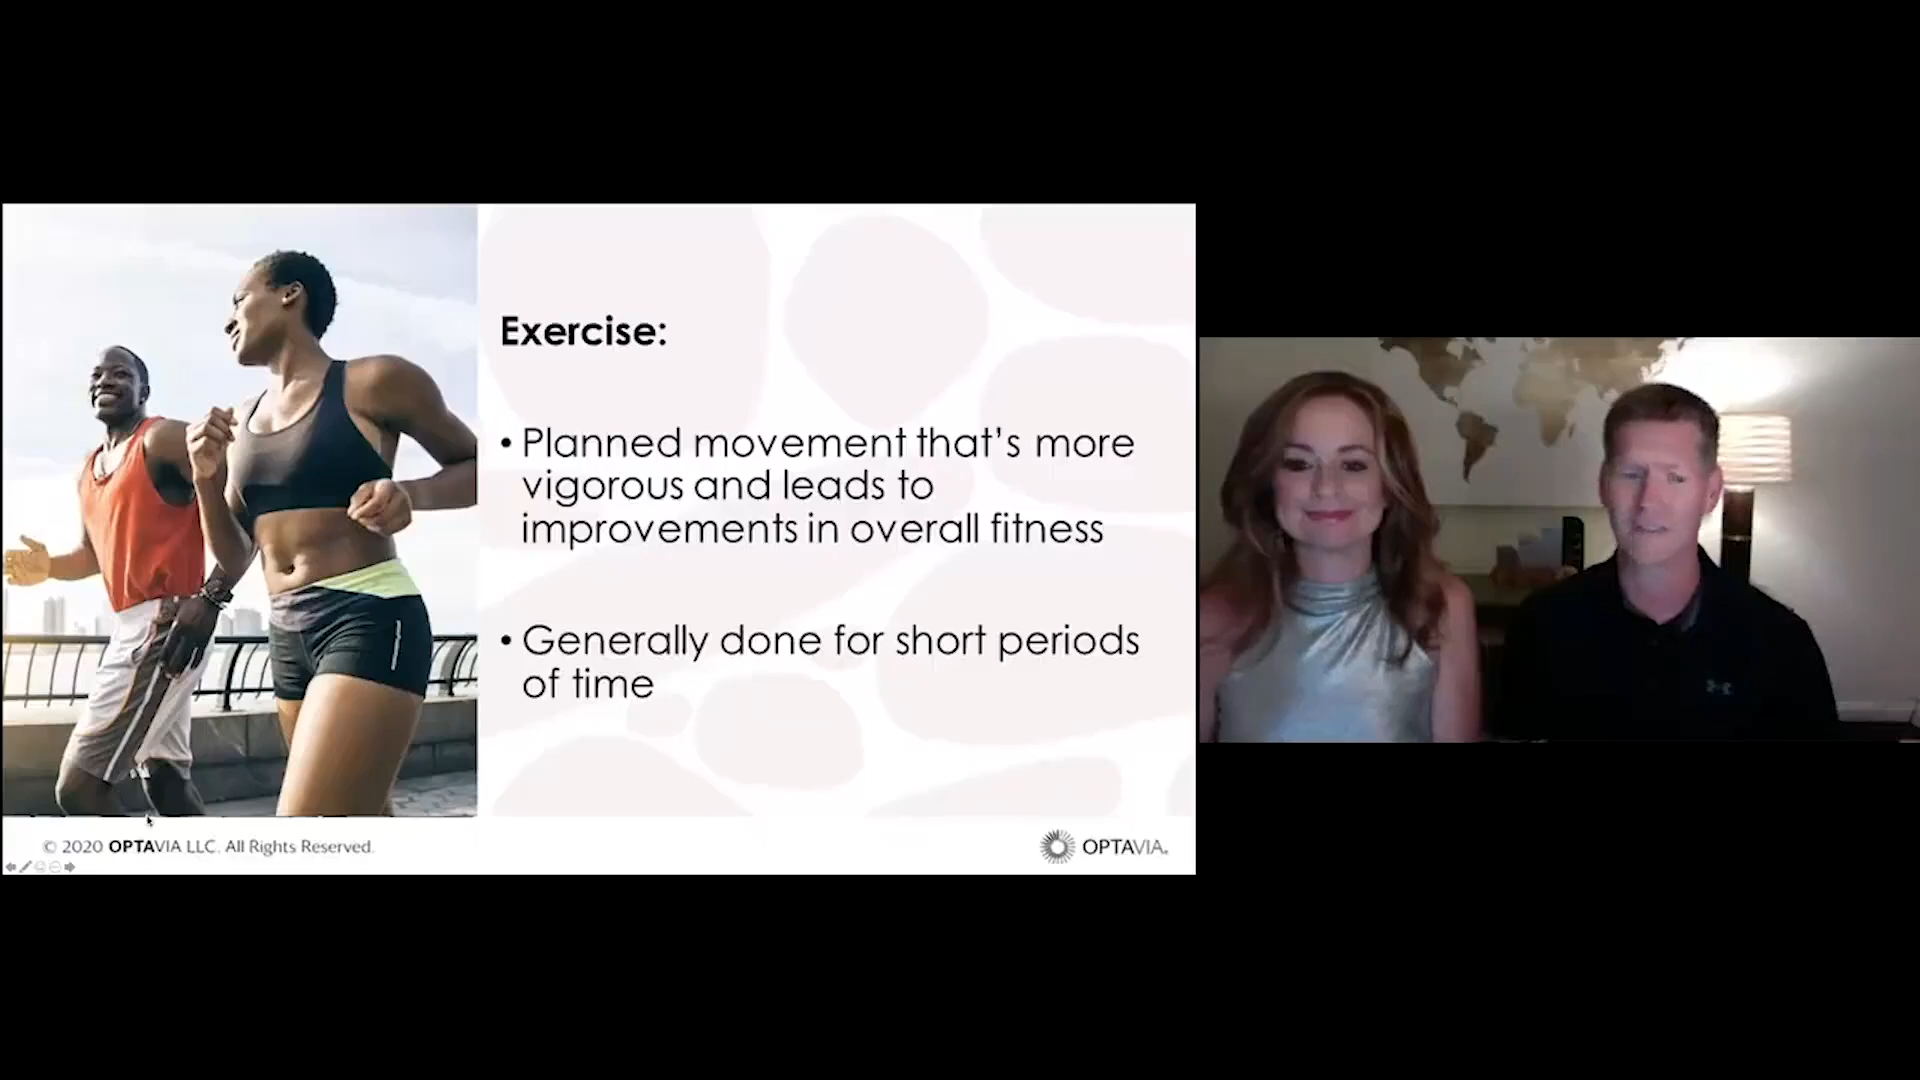 Exercise:
• Planned movement that's more
vigorous and leads to
improvements in overall fitness
• Generally done for short periods
of time
© 2020 OPTAVIA LLC. All Rights Reserved.
OPTAVIA®